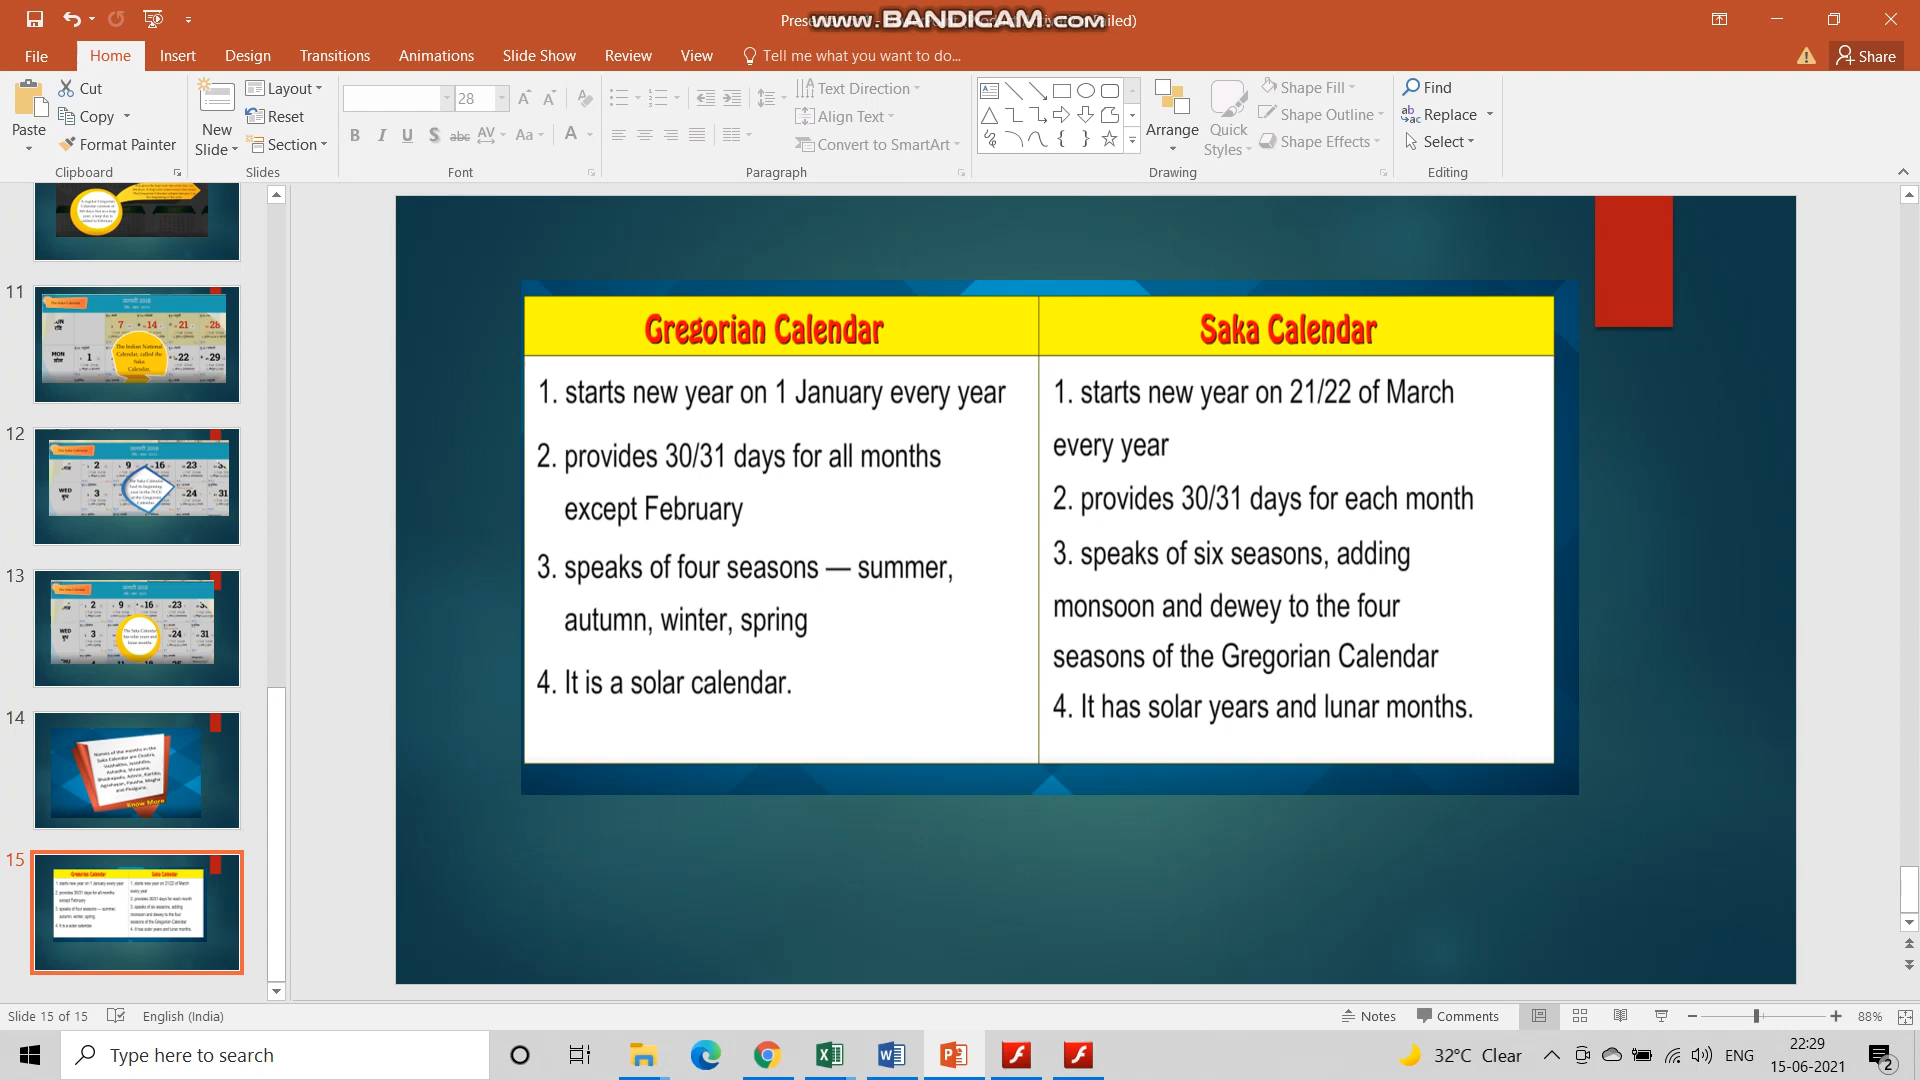 www.BANDICAM.com
File Home Insert Design Transitions Animations Slide Show Review View Tell me what you want to do... Share
Paste Cut Copy Format Painter
Clipboard
New Slide Layout Reset Section
Slides
28
Font
Text Direction Align Text Convert to SmartArt
Paragraph
Arrange Quick Styles Shape Fill Shape Outline Shape Effects
Drawing
Find Replace Select
Editing
11
12
13
14
15
Gregorian Calendar
1. starts new year on 1 January every year
2. provides 30/31 days for all months
except February
3. speaks of four seasons — summer,
autumn, winter, spring
4. It is a solar calendar.
Saka Calendar
1. starts new year on 21/22 of March
every year
2. provides 30/31 days for each month
3. speaks of six seasons, adding
monsoon and dewey to the four
seasons of the Gregorian Calendar
4. It has solar years and lunar months.
Slide 15 of 15 English (India) Notes Comments 88%
Type here to search
32°C Clear ENG
22:29
15-06-2021
2